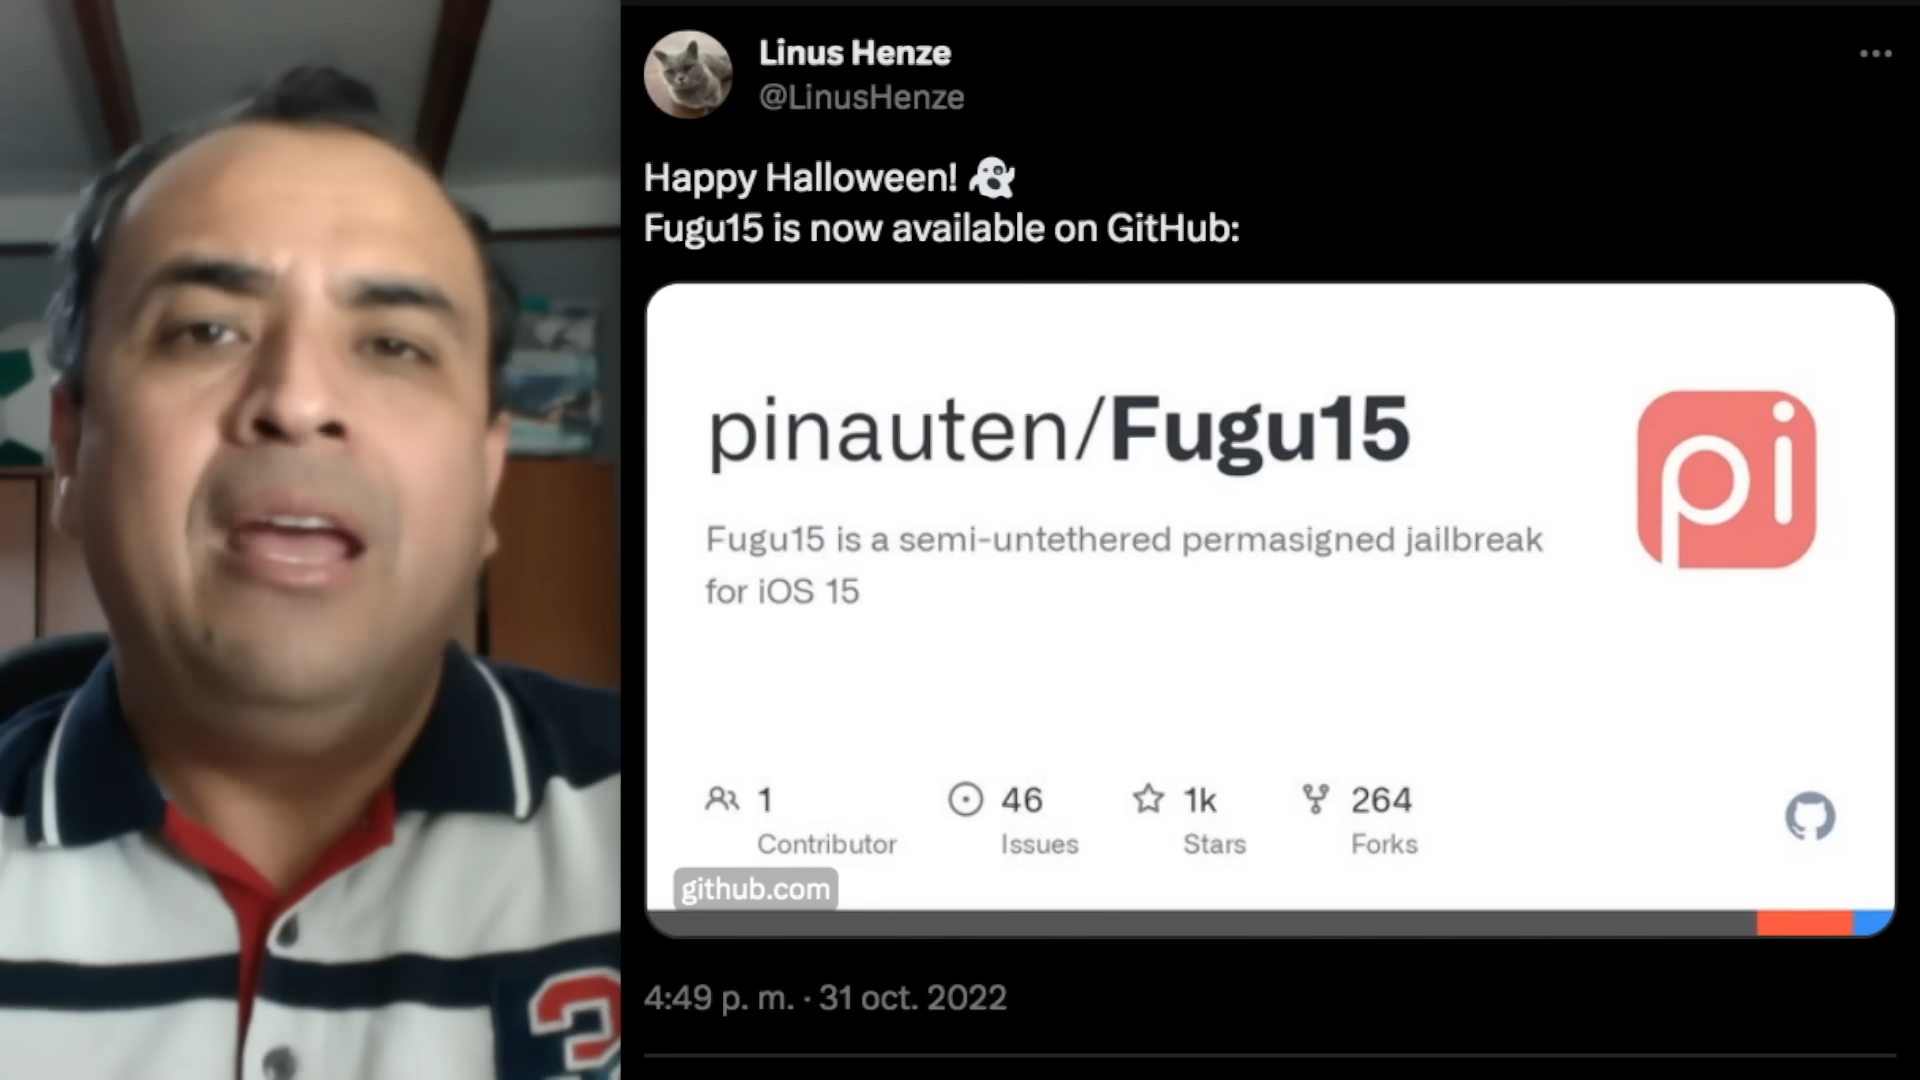 Linus Henze
@LinusHenze
Happy Halloween! 👻
Fugu15 is now available on GitHub:
pinauten/Fugu15
pi
Fugu15 is a semi-untethered permasigned jailbreak
for iOS 15
1
Contributor
46
Issues
1k
Stars
264
Forks
github.com
4:49 p. m. · 31 oct. 2022
3